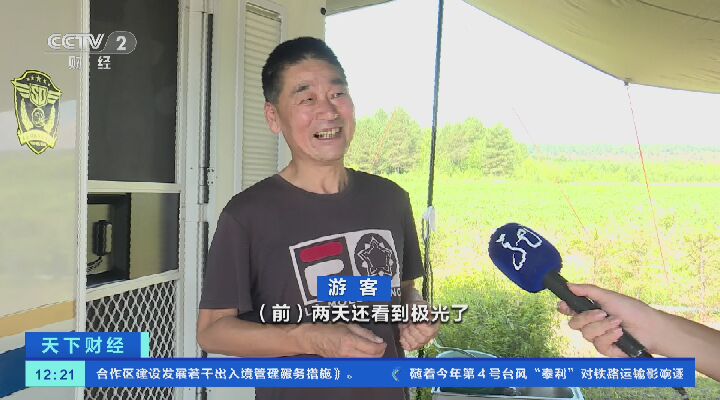 CCTV 2
财经
SD
游客
（前）两天还看到极光了
天下财经
12:21 合作区建设发展若干出入境管理服务措施》。 《 随着今年第4号台风“泰利”对铁路运输影响逐